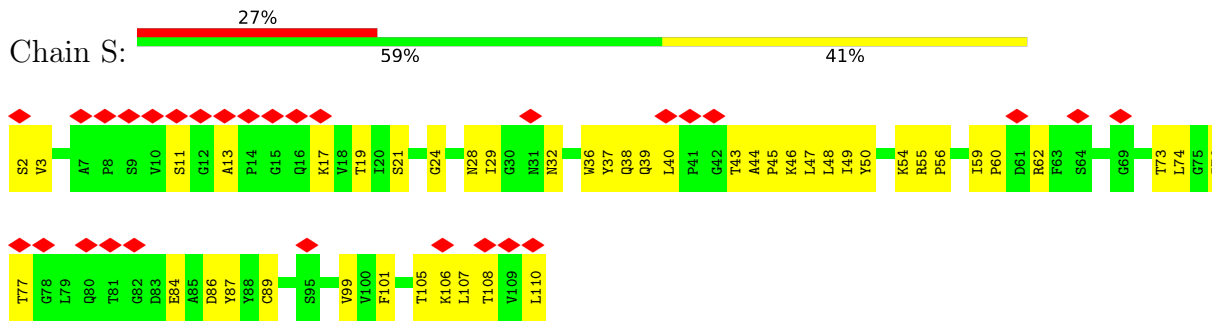 27%
Chain S:
59% 41%
S2 V3 A7 P8 S9 V10 S11 G12 A13 P14 G15 Q16 K17 V18 T19 I20 S21 G24 N28 I29 G30 N31 N32 W36 Y37 Q38 Q39 L40 P41 G42 T43 A44 P45 K46 L47 L48 I49 Y50 K54 R55 P56 I59 P60 D61 R62 F63 S64 G69 T73 L74 G75
T77 G78 L79 Q80 T81 G82 D83 E84 A85 D86 Y87 Y88 C89 S95 V99 V100 F101 T105 K106 L107 T108 V109 L110